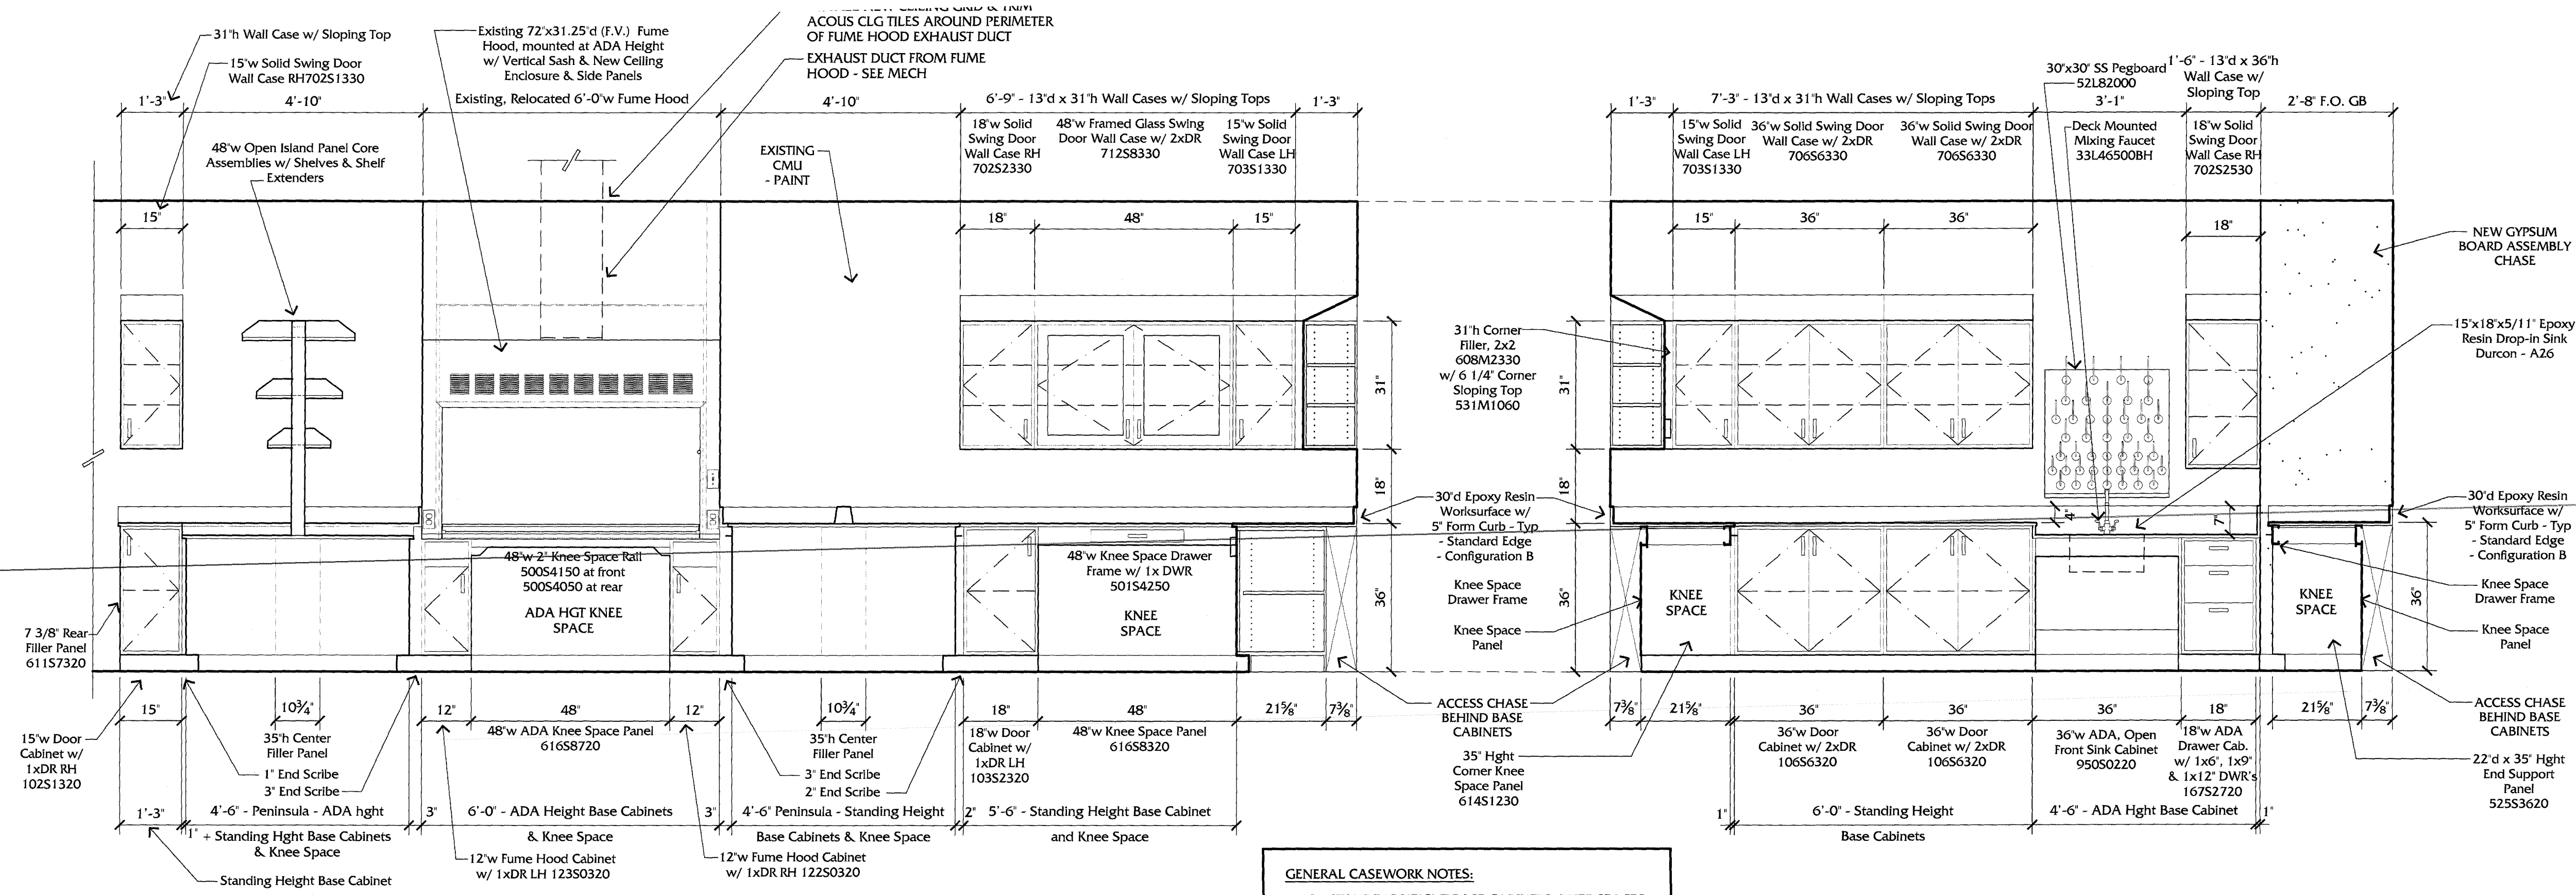 31"h Wall Case w/ Sloping Top
15"w Solid Swing Door
Wall Case RH702S1330
Existing 72"x31.25"d (F.V.) Fume
Hood, mounted at ADA Height
w/ Vertical Sash & New Ceiling
Enclosure & Side Panels
ACOUS CLG TILES AROUND PERIMETER
OF FUME HOOD EXHAUST DUCT
EXHAUST DUCT FROM FUME
HOOD - SEE MECH
1'-3"
4'-10"
Existing, Relocated 6'-0"w Fume Hood
4'-10"
6'-9" - 13"d x 31"h Wall Cases w/ Sloping Tops
1'-3"
48"w Open Island Panel Core
Assemblies w/ Shelves & Shelf
Extenders
EXISTING
CMU
- PAINT
18"w Solid
Swing Door
Wall Case RH
702S2330
48"w Framed Glass Swing
Door Wall Case w/ 2xDR
712S8330
15"w Solid
Swing Door
Wall Case LH
703S1330
15"
18"
48"
15"
31"
18"
36"
1'-3"
7'-3" - 13"d x 31"h Wall Cases w/ Sloping Tops
30"x30" SS Pegboard
52L82000
3'-1"
1'-6" - 13"d x 36"h
Wall Case w/
Sloping Top
2'-8" F.O. GB
15"w Solid
Swing Door
Wall Case LH
703S1330
36"w Solid Swing Door
Wall Case w/ 2xDR
706S6330
36"w Solid Swing Door
Wall Case w/ 2xDR
706S6330
Deck Mounted
Mixing Faucet
33L46500BH
18"w Solid
Swing Door
Wall Case RH
702S2530
15"
36"
36"
18"
NEW GYPSUM
BOARD ASSEMBLY
CHASE
31"h Corner
Filler, 2x2
608M2330
w/ 6 1/4" Corner
Sloping Top
531M1060
15"x18"x5/11" Epoxy
Resin Drop-in Sink
Durcon - A26
31"
18"
36"
4"
7"
30"d Epoxy Resin
Worksurface w/
5" Form Curb - Typ
- Standard Edge
- Configuration B
Knee Space
Drawer Frame
Knee Space
Panel
30"d Epoxy Resin
Worksurface w/
5" Form Curb - Typ
- Standard Edge
- Configuration B
Knee Space
Drawer Frame
Knee Space
Panel
36"
48"w 2" Knee Space Rail
500S4150 at front
500S4050 at rear
ADA HGT KNEE
SPACE
48"w Knee Space Drawer
Frame w/ 1x DWR
501S4250
KNEE
SPACE
KNEE
SPACE
KNEE
SPACE
7 3/8" Rear
Filler Panel
611S7320
15"
10¾"
12"
48"
12"
10¾"
18"
48"
21⅝"
7⅜"
15"w Door
Cabinet w/
1xDR RH
102S1320
35"h Center
Filler Panel
1" End Scribe
3" End Scribe
48"w ADA Knee Space Panel
616S8720
35"h Center
Filler Panel
3" End Scribe
2" End Scribe
18"w Door
Cabinet w/
1xDR LH
103S2320
48"w Knee Space Panel
616S8320
1'-3"
4'-6" - Peninsula - ADA hght
1" + Standing Hght Base Cabinets
& Knee Space
3"
6'-0" - ADA Height Base Cabinets
& Knee Space
3"
4'-6" Peninsula - Standing Height
Base Cabinets & Knee Space
2"
5'-6" - Standing Height Base Cabinet
and Knee Space
Standing Height Base Cabinet
12"w Fume Hood Cabinet
w/ 1xDR LH 123S0320
12"w Fume Hood Cabinet
w/ 1xDR RH 122S0320
ACCESS CHASE
BEHIND BASE
CABINETS
35" Hght
Corner Knee
Space Panel
614S1230
7⅜"
21⅝"
36"
36"
36"
18"
21⅝"
7⅜"
36"w Door
Cabinet w/ 2xDR
106S6320
36"w Door
Cabinet w/ 2xDR
106S6320
36"w ADA, Open
Front Sink Cabinet
950S0220
18"w ADA
Drawer Cab.
w/ 1x6", 1x9"
& 1x12" DWR's
167S2720
ACCESS CHASE
BEHIND BASE
CABINETS
22"d x 35" Hght
End Support
Panel
525S3620
1"
6'-0" - Standing Height
Base Cabinets
4'-6" - ADA Hght Base Cabinet
1"
GENERAL CASEWORK NOTES: